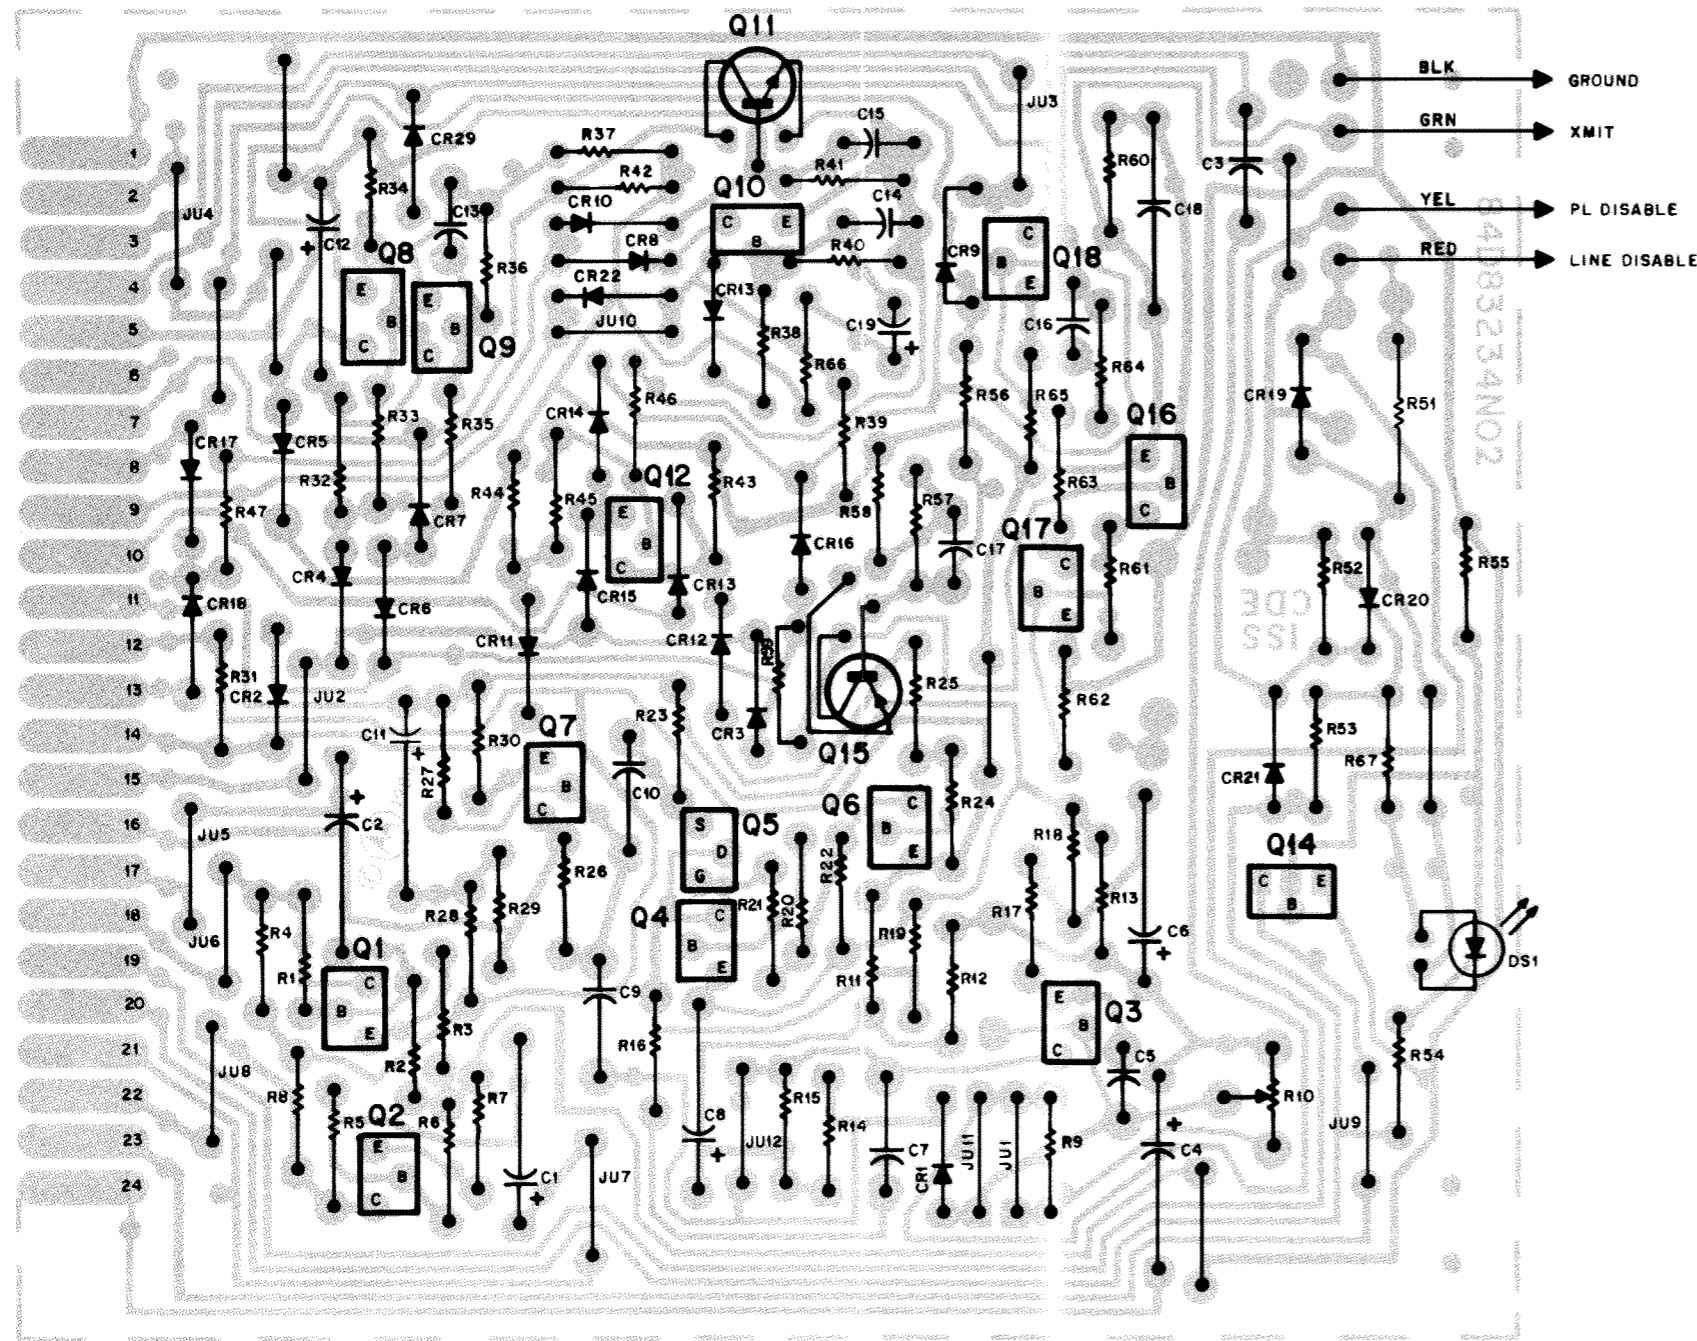 Q11
BLK
GROUND
GRN
XMIT
YEL
PL DISABLE
RED
LINE DISABLE
84D83234N02
CDE
ISS
1
2
3
4
5
6
7
8
9
10
11
12
13
14
15
16
17
18
19
20
21
22
23
24
JU3
C15
CR29
R37
R42
R41
R60
C3
R34
JU4
C12
+
C13
R36
CR10
Q10
C E
B
C14
C18
CR8
R40
CR9
C
B
E
Q18
Q8
E
B
C
E
B
C
Q9
CR22
JU10
CR13
R38
R66
C19
+
C16
R64
CR19
R51
R56
R65
Q16
E
B
C
CR17
CR5
R33
R35
CR14
R46
R39
R32
R47
CR7
R44
R45
Q12
E
B
C
R43
R58
R57
R63
CR16
C17
Q17
C
B
E
R61
R52
CR20
R55
CR4
CR18
CR6
CR15
CR13
CR11
CR12
R59
R31
CR2
JU2
R25
R62
C11
+
R27
R30
Q7
E
B
C
R23
CR3
Q15
R53
R67
CR21
C10
JU5
+
C2
S
D
G
Q5
Q6
C
B
E
R24
R18
Q14
C E
B
R26
R22
R28
R29
Q4
C
B
E
R21
R20
R17
R13
JU6
R4
R1
Q1
C
B
E
R11
R19
R12
C6
+
DS1
R3
C9
R16
Q3
E
B
C
C5
R54
JU8
R2
R8
R5
Q2
E
B
C
R6
R7
C1
+
JU7
C8
+
JU12
R15
R14
C7
CR1
JU11
JU1
R9
+
C4
R10
JU9